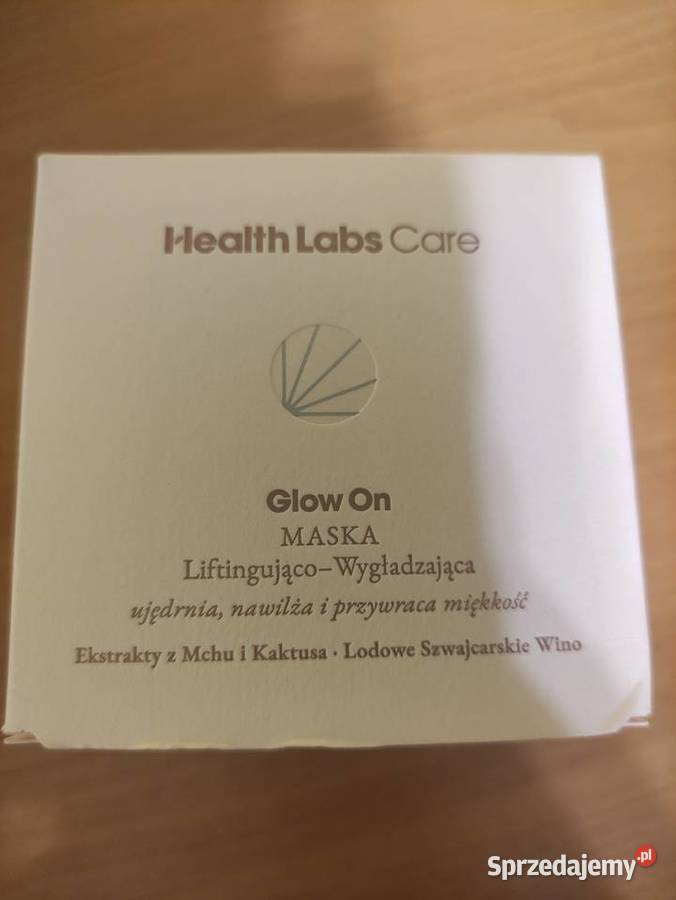 Health Labs Care
Glow On
MASKA
Liftingująco–Wygładzająca
ujędrnia, nawilża i przywraca miękkość
Ekstrakty z Mchu i Kaktusa · Lodowe Szwajcarskie Wino
Sprzedajemy.pl